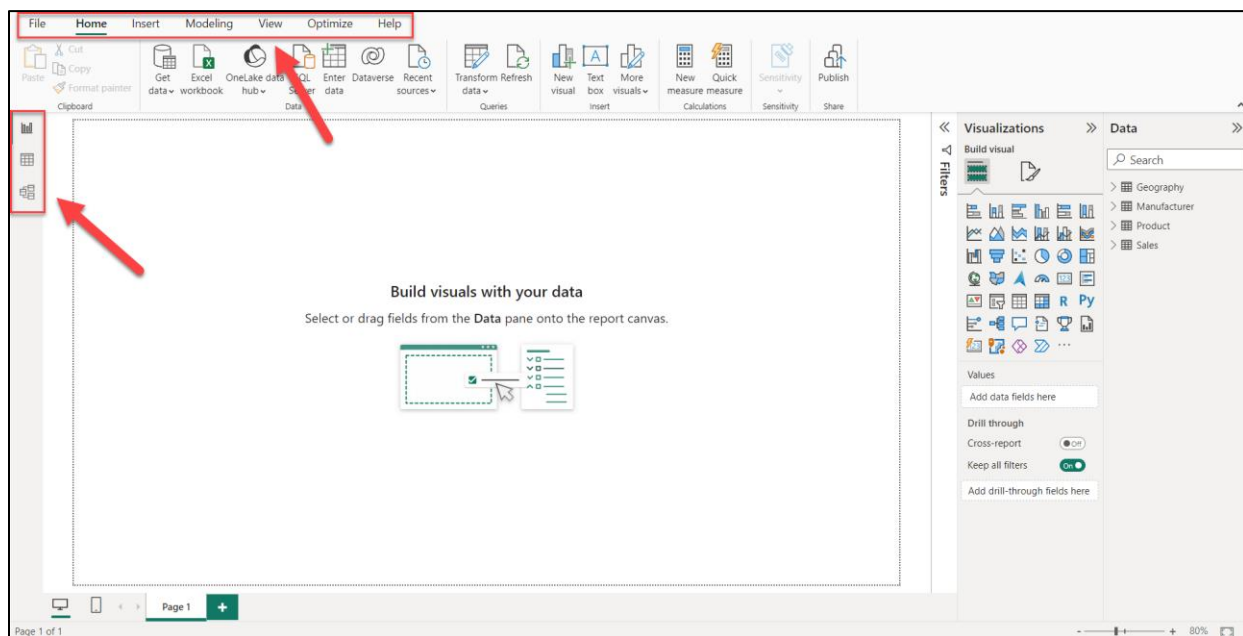 File Home Insert Modeling View Optimize Help
Paste
Cut
Copy
Format painter
Clipboard
Get data
Excel workbook
OneLake data hub
Enter data
Dataverse
Recent sources
Data
Transform data
Refresh
Queries
New visual
Text box
More visuals
Insert
New measure
Quick measure
Calculations
Sensitivity
Sensitivity
Publish
Share
Build visuals with your data
Select or drag fields from the Data pane onto the report canvas.
Filters
Visualizations
Build visual
R Py
Values
Add data fields here
Drill through
Cross-report Off
Keep all filters On
Add drill-through fields here
Data
Search
Geography
Manufacturer
Product
Sales
Page 1
Page 1 of 1
80%